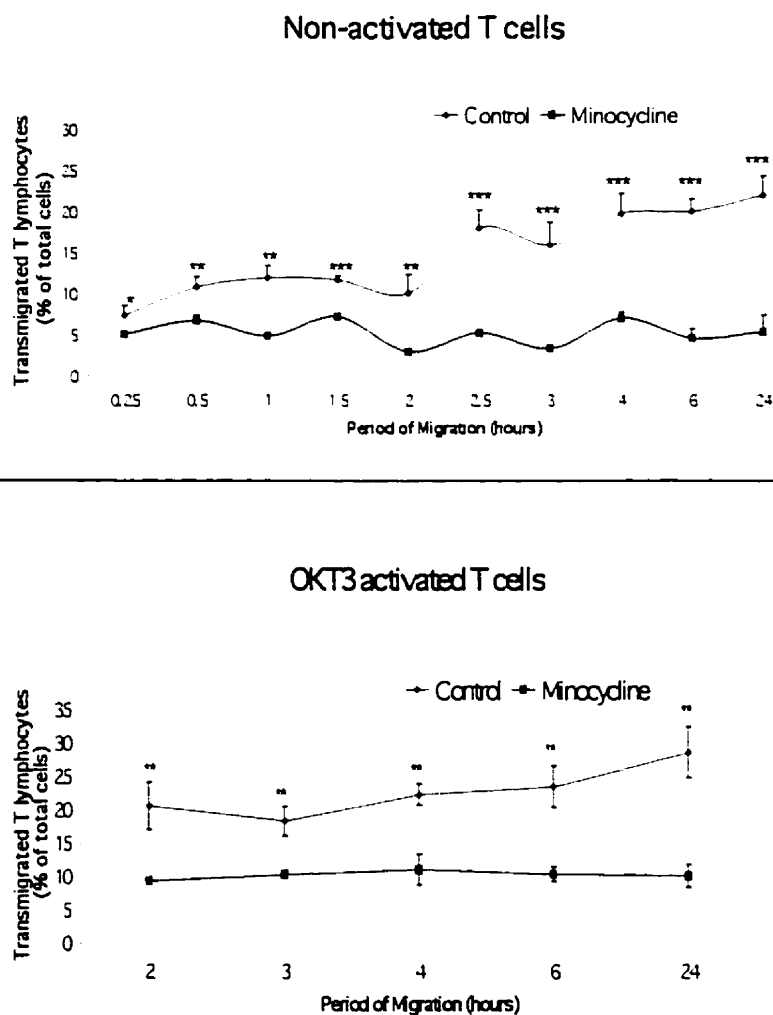 Non-activated T cells
Control Minocycline
Transmigrated T lymphocytes
(% of total cells)
30
25
20
15
10
5
0
* ** ** *** ** *** *** *** *** ***
0.25 0.5 1 1.5 2 2.5 3 4 6 24
Period of Migration (hours)
OKT3 activated T cells
Control Minocycline
Transmigrated T lymphocytes
(% of total cells)
35
30
25
20
15
10
5
0
** ** ** ** **
2 3 4 6 24
Period of Migration (hours)